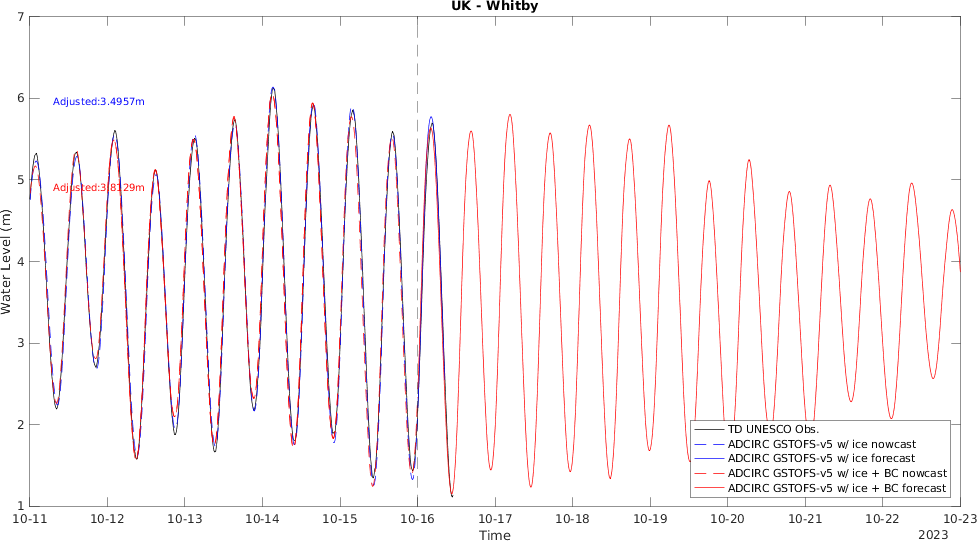 UK - Whitby
7
6
5
4
3
2
1
Water Level (m)
Adjusted:3.4957m
Adjusted:3.8129m
TD UNESCO Obs.
ADCIRC GSTOFS-v5 w/ ice nowcast
ADCIRC GSTOFS-v5 w/ ice forecast
ADCIRC GSTOFS-v5 w/ ice + BC nowcast
ADCIRC GSTOFS-v5 w/ ice + BC forecast
10-11 10-12 10-13 10-14 10-15 10-16 10-17 10-18 10-19 10-20 10-21 10-22 10-23
Time
2023